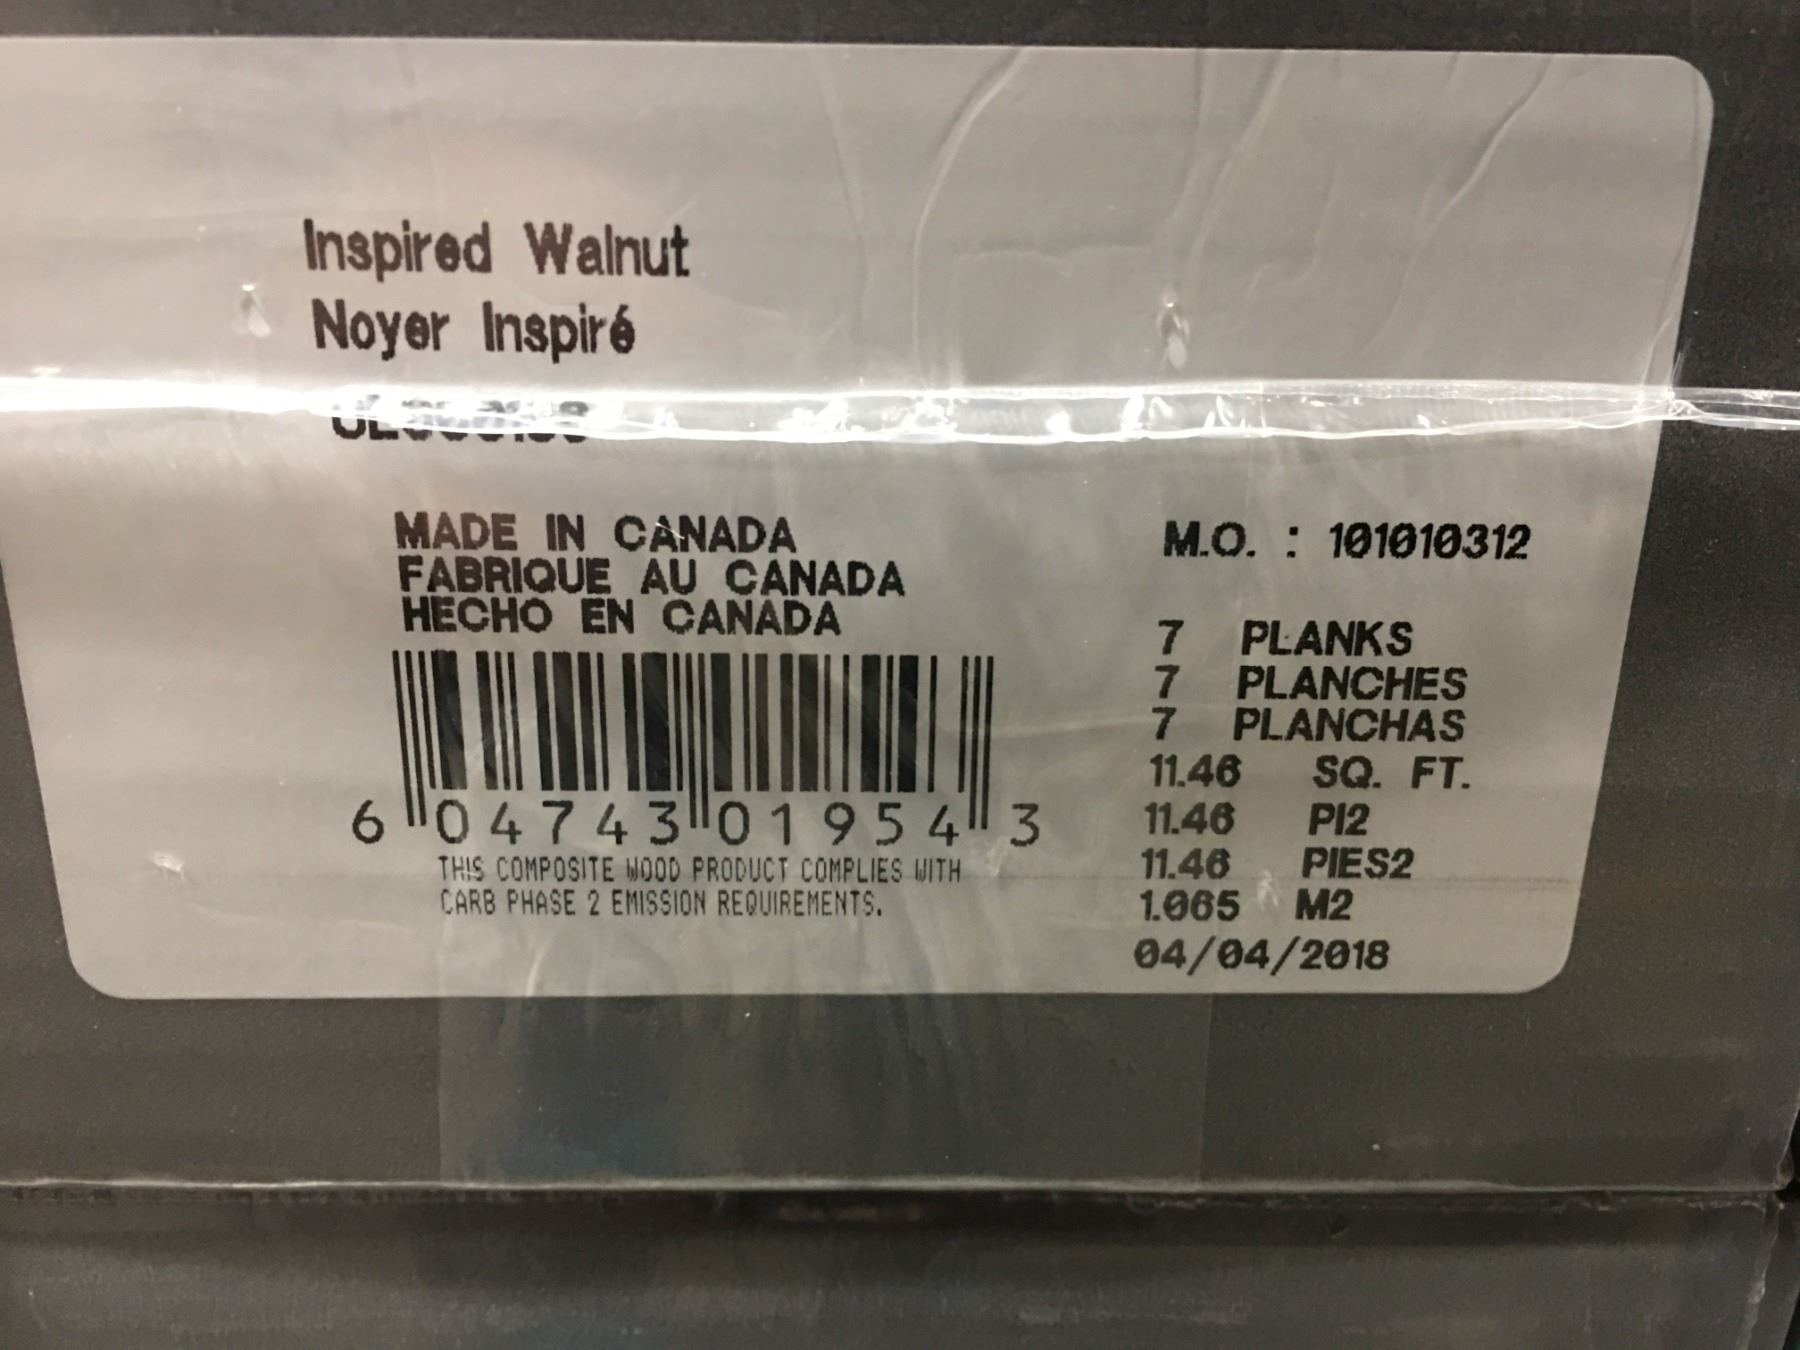 Inspired Walnut
Noyer Inspiré
MADE IN CANADA
FABRIQUE AU CANADA
HECHO EN CANADA
6 04743 01954 3
THIS COMPOSITE WOOD PRODUCT COMPLIES WITH
CARB PHASE 2 EMISSION REQUIREMENTS.
M.O. : 101010312
7 PLANKS
7 PLANCHES
7 PLANCHAS
11.46 SQ. FT.
11.46 PI2
11.46 PIES2
1.065 M2
04/04/2018